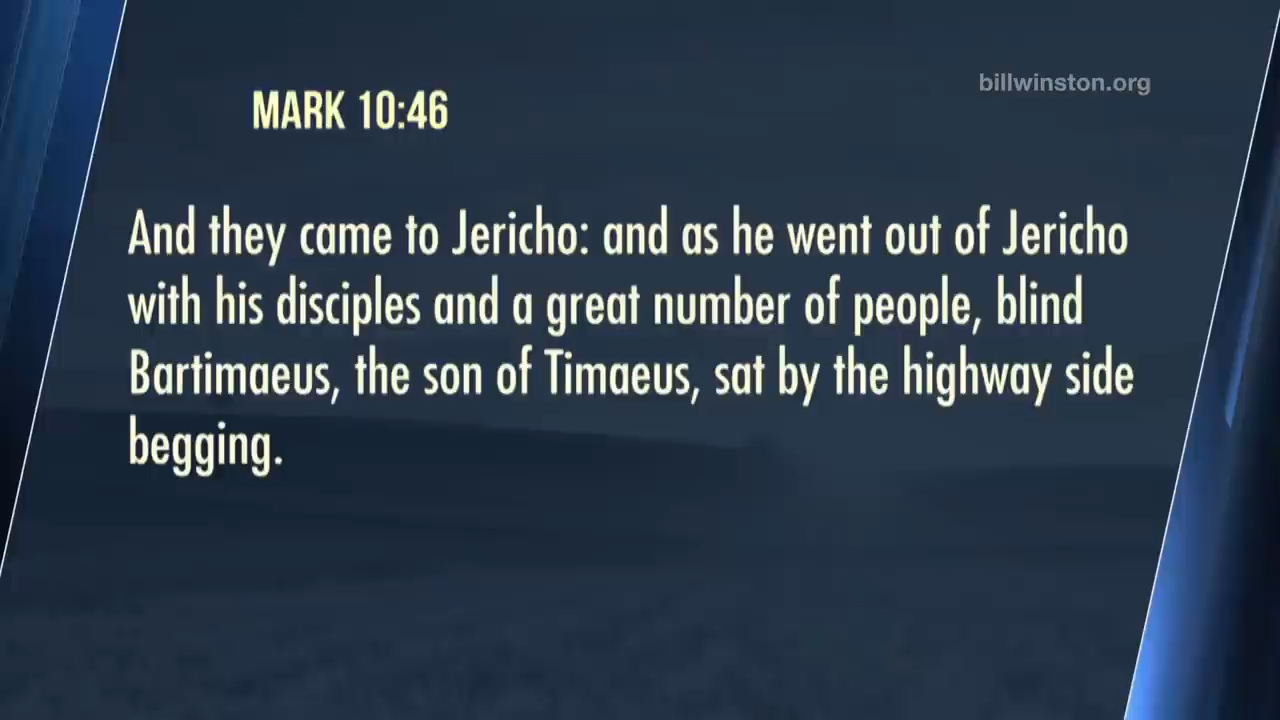 billwinston.org
MARK 10:46
And they came to Jericho: and as he went out of Jericho
with his disciples and a great number of people, blind
Bartimaeus, the son of Timaeus, sat by the highway side
begging.